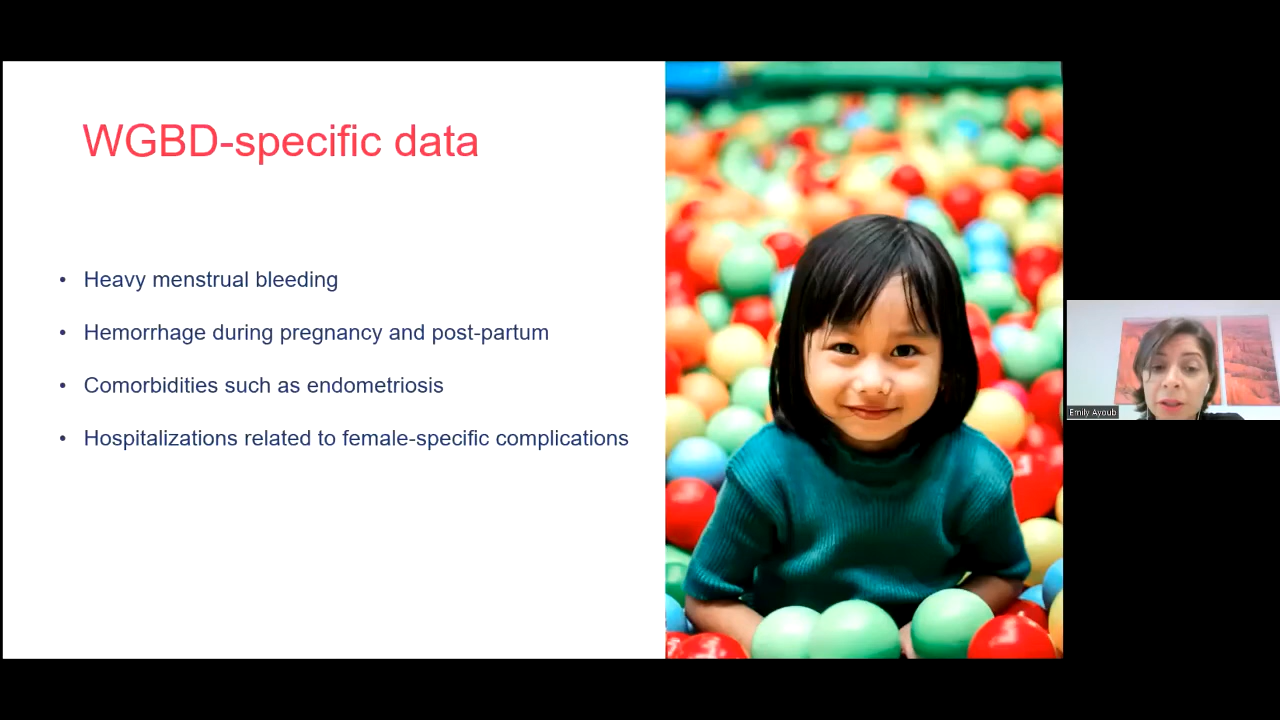 WGBD-specific data
• Heavy menstrual bleeding
• Hemorrhage during pregnancy and post-partum
• Comorbidities such as endometriosis
• Hospitalizations related to female-specific complications
Emily Ayoub